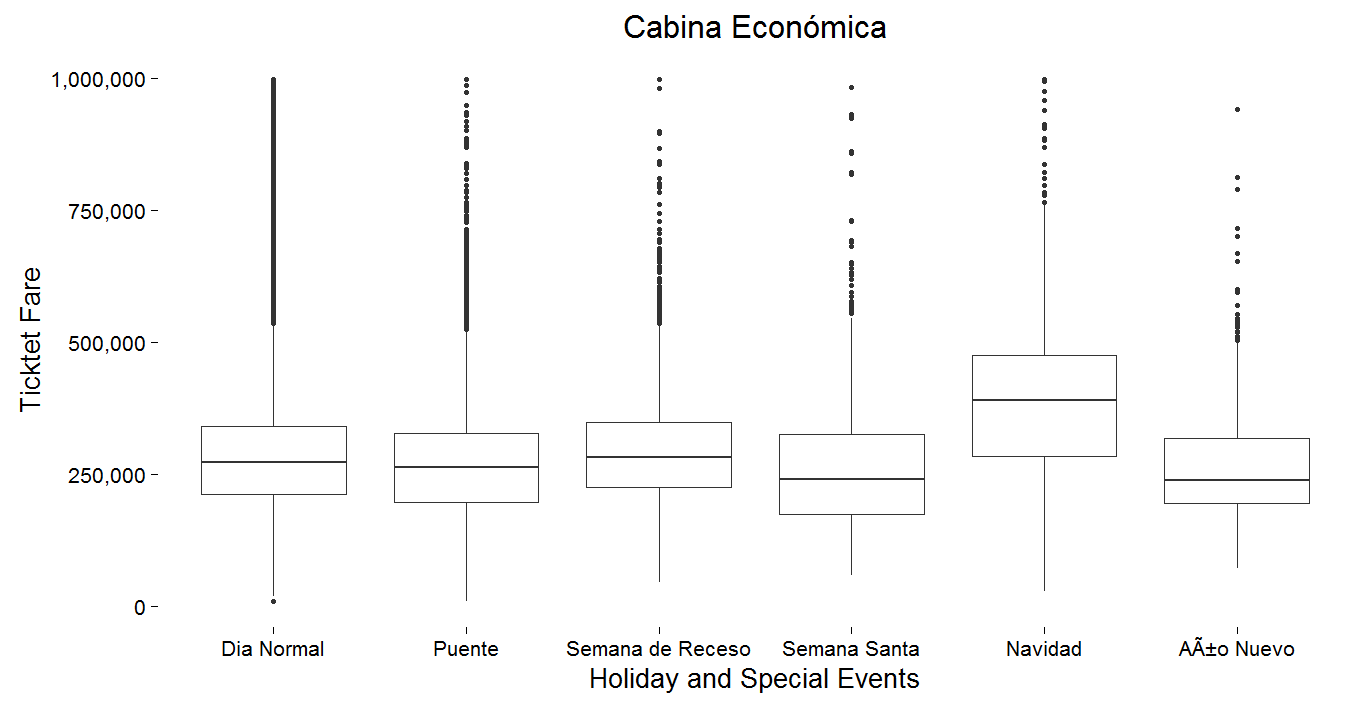 Cabina Económica
1,000,000
750,000
500,000
250,000
0
Ticktet Fare
Dia Normal Puente Semana de Receso Semana Santa Navidad AÃ±o Nuevo
Holiday and Special Events